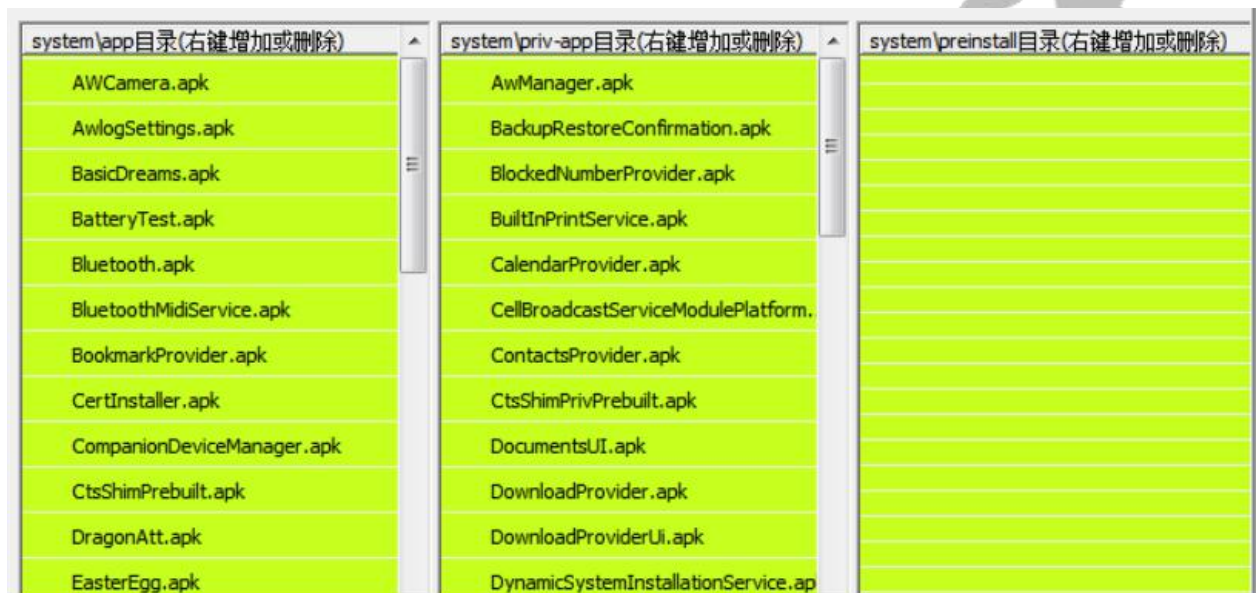 system\app目录(右键增加或删除)
AWCamera.apk
AwlogSettings.apk
BasicDreams.apk
BatteryTest.apk
Bluetooth.apk
BluetoothMidiService.apk
BookmarkProvider.apk
CertInstaller.apk
CompanionDeviceManager.apk
CtsShimPrebuilt.apk
DragonAtt.apk
EasterEgg.apk
system\priv-app目录(右键增加或删除)
AwManager.apk
BackupRestoreConfirmation.apk
BlockedNumberProvider.apk
BuiltInPrintService.apk
CalendarProvider.apk
CellBroadcastServiceModulePlatform.
ContactsProvider.apk
CtsShimPrivPrebuilt.apk
DocumentsUI.apk
DownloadProvider.apk
DownloadProviderUi.apk
DynamicSystemInstallationService.ap
system\preinstall目录(右键增加或删除)